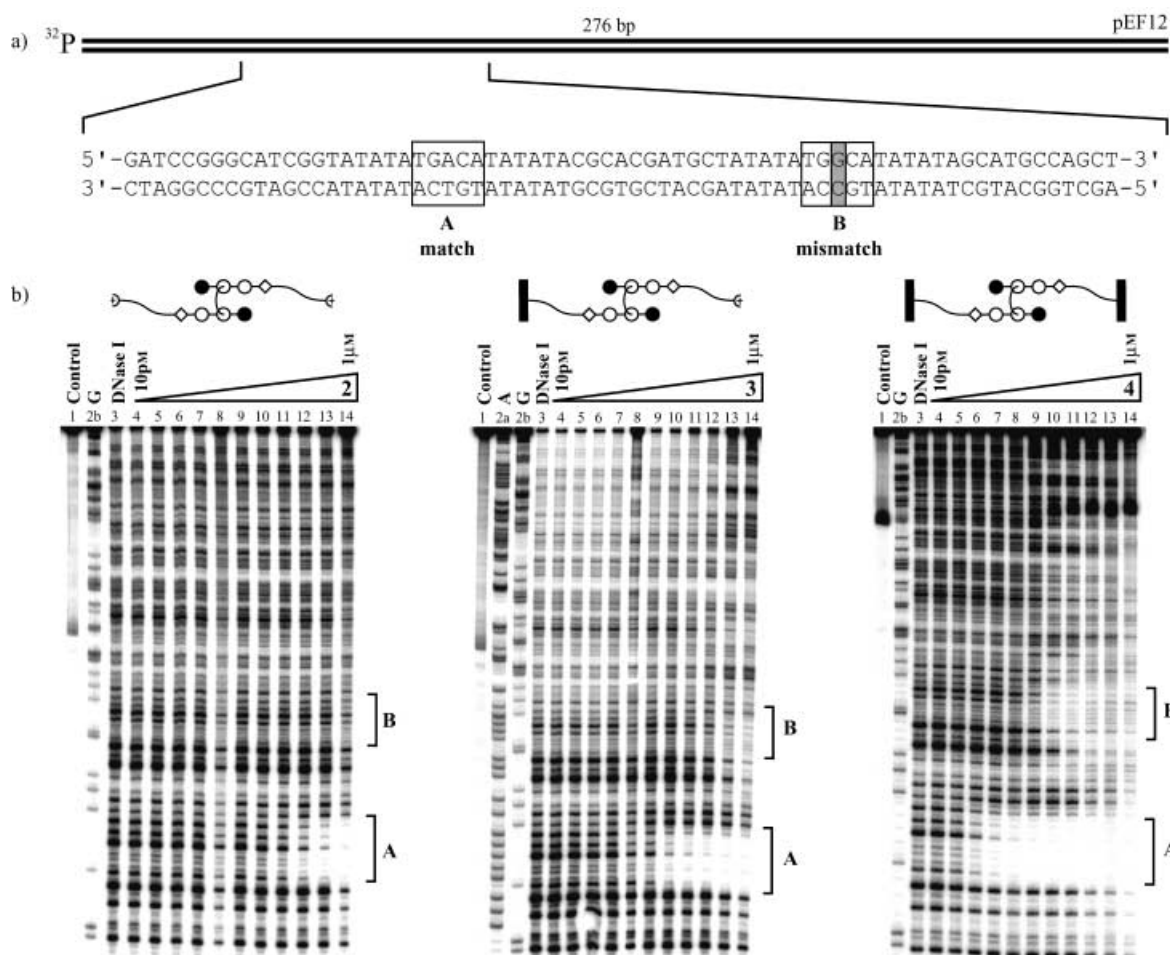 a) 32P 276 bp pEF12
5'-GATCCGGGCATCGGTATATATGACATATATACGCACGATGCTATATATGGCATATATAGCATGCCAGCT-3'
3'-CTAGGCCCGTAGCCATATATACTGTATATATGCGTGCTACGATATATACCGTATATATCGTACGGTCGA-5'
A B
match mismatch
b)
Control G DNase I 10pM 2 1μM
1 2b 3 4 5 6 7 8 9 10 11 12 13 14
B
A
Control A G DNase I 10pM 3 1μM
1 2a 2b 3 4 5 6 7 8 9 10 11 12 13 14
B
A
Control G DNase I 10pM 4 1μM
1 2b 3 4 5 6 7 8 9 10 11 12 13 14
B
A